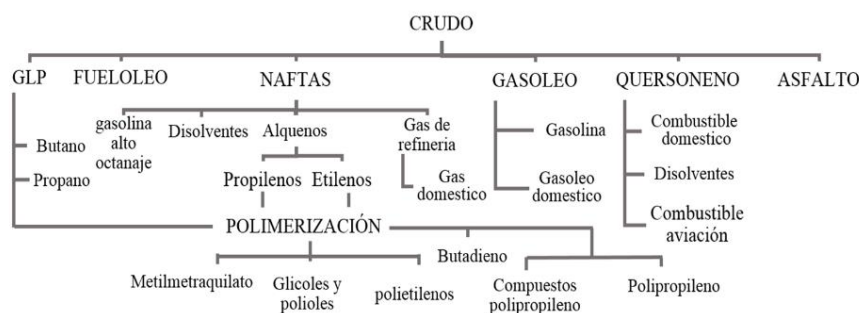 CRUDO
GLP FUELOLEO NAFTAS GASOLEO QUERSONENO ASFALTO
Butano
Propano
gasolina
alto
octanaje
Disolventes
Alquenos
Gas de
refineria
Gas
domestico
Propilenos Etilenos
Gasolina
Gasoleo
domestico
Combustible
domestico
Disolventes
Combustible
aviación
POLIMERIZACIÓN
Metilmetraquilato
Glicoles y
polioles
polietilenos
Butadieno
Compuestos
polipropileno
Polipropileno